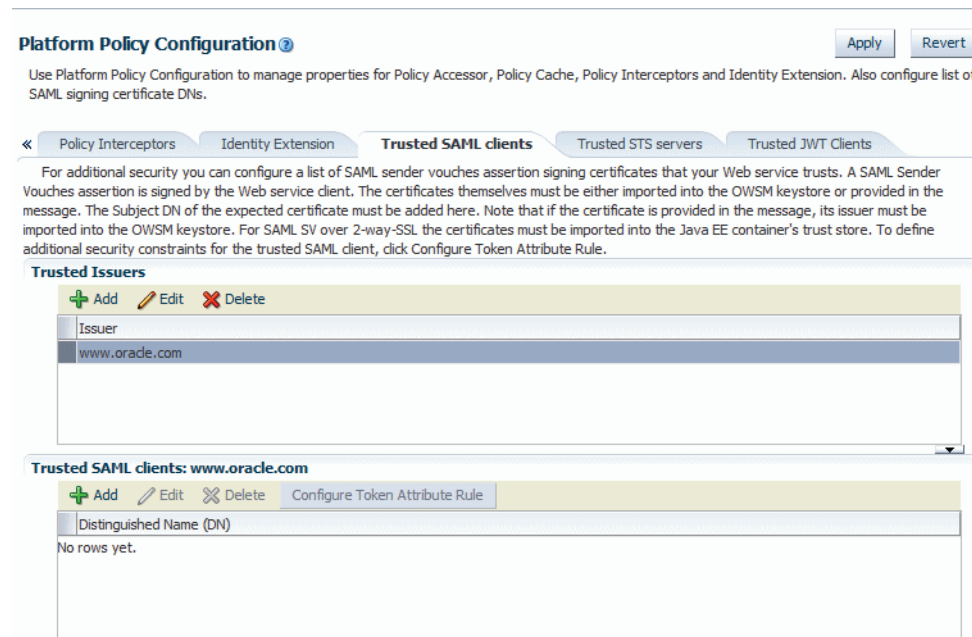 Platform Policy Configuration
Apply
Revert
Use Platform Policy Configuration to manage properties for Policy Accessor, Policy Cache, Policy Interceptors and Identity Extension. Also configure list of
SAML signing certificate DNs.
« Policy Interceptors Identity Extension Trusted SAML clients Trusted STS servers Trusted JWT Clients
For additional security you can configure a list of SAML sender vouches assertion signing certificates that your Web service trusts. A SAML Sender
Vouches assertion is signed by the Web service client. The certificates themselves must be either imported into the OWSM keystore or provided in the
message. The Subject DN of the expected certificate must be added here. Note that if the certificate is provided in the message, its issuer must be
imported into the OWSM keystore. For SAML SV over 2-way-SSL the certificates must be imported into the Java EE container's trust store. To define
additional security constraints for the trusted SAML client, click Configure Token Attribute Rule.
Trusted Issuers
Add Edit Delete
Issuer
www.oracle.com
Trusted SAML clients: www.oracle.com
Add Edit Delete Configure Token Attribute Rule
Distinguished Name (DN)
No rows yet.